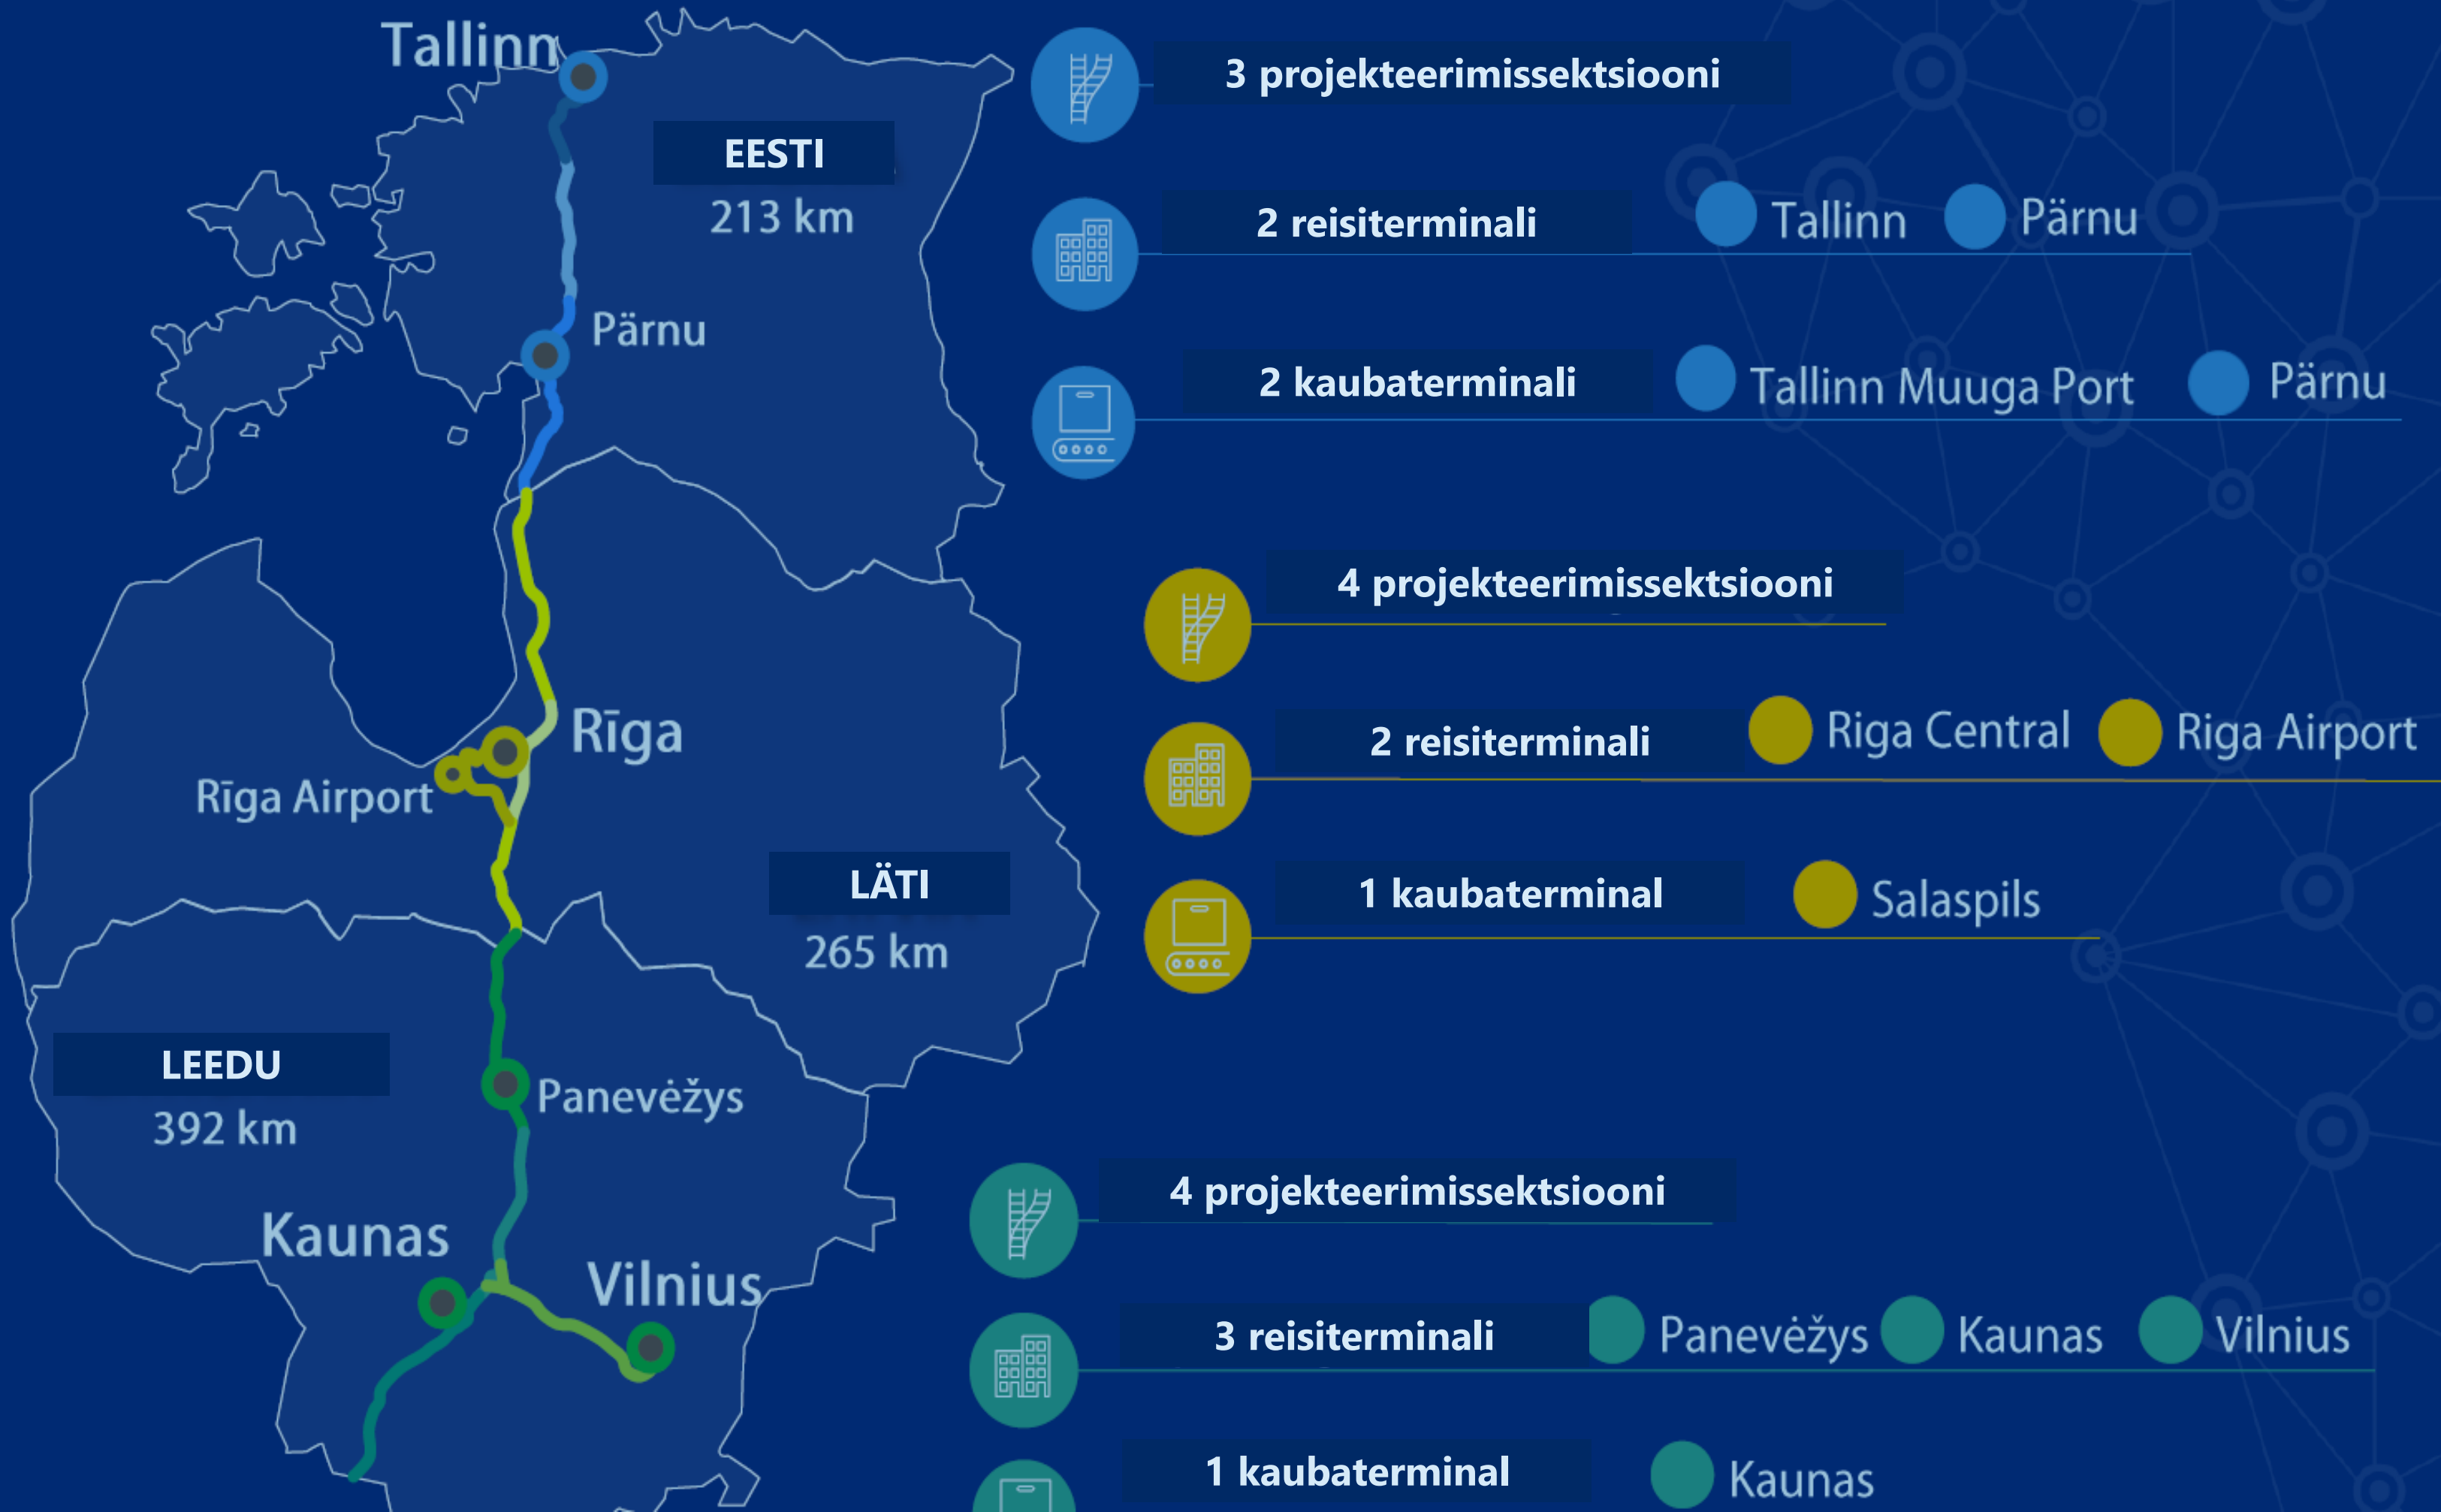 Tallinn
EESTI
213 km
Pärnu
Rīga
Rīga Airport
LÄTI
265 km
LEEDU
392 km
Panevėžys
Kaunas
Vilnius
3 projekteerimissektsiooni
2 reisiterminali Tallinn Pärnu
2 kaubaterminali Tallinn Muuga Port Pärnu
4 projekteerimissektsiooni
2 reisiterminali Riga Central Riga Airport
1 kaubaterminal Salaspils
4 projekteerimissektsiooni
3 reisiterminali Panevėžys Kaunas Vilnius
1 kaubaterminal Kaunas